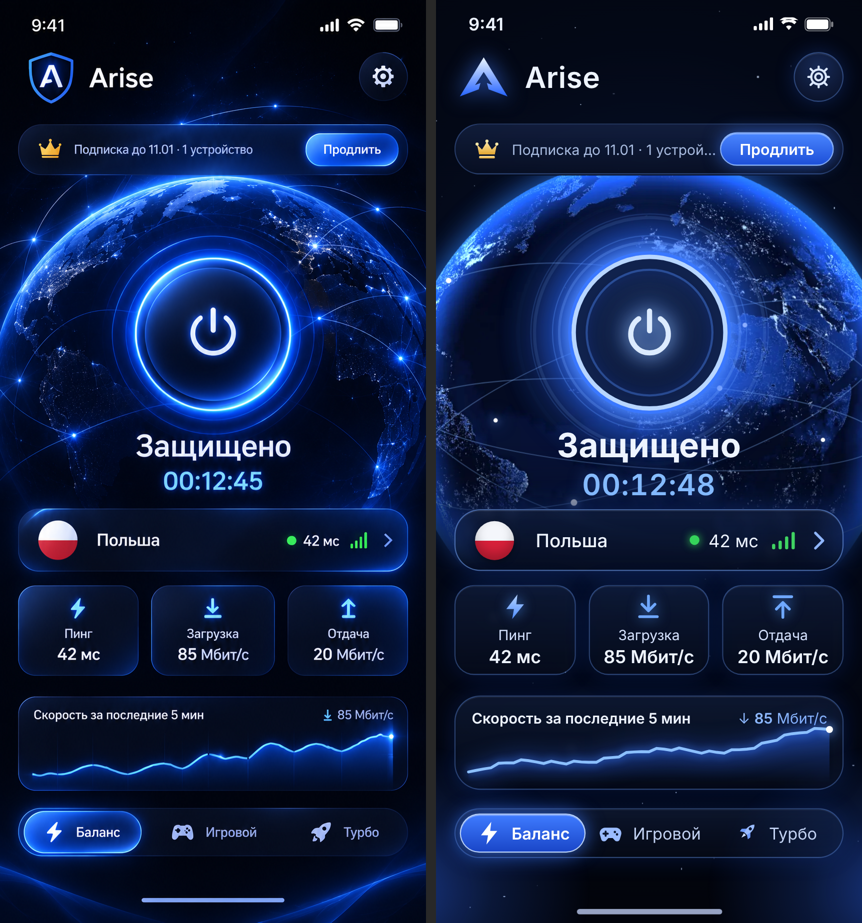 9:41
Arise
Подписка до 11.01 · 1 устройство
Продлить
Защищено
00:12:45
Польша
42 мс
Пинг
42 мс
Загрузка
85 Мбит/с
Отдача
20 Мбит/с
Скорость за последние 5 мин
85 Мбит/с
Баланс
Игровой
Турбо
9:41
Arise
Подписка до 11.01 · 1 устрой...
Продлить
Защищено
00:12:48
Польша
42 мс
Пинг
42 мс
Загрузка
85 Мбит/с
Отдача
20 Мбит/с
Скорость за последние 5 мин
↓ 85 Мбит/с
Баланс
Игровой
Турбо